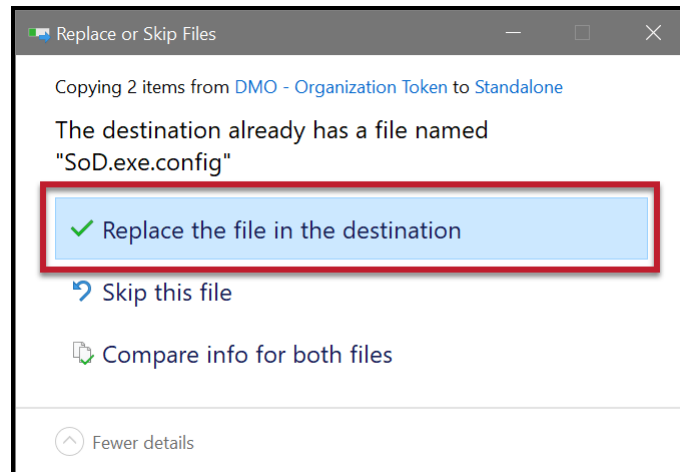 Replace or Skip Files
Copying 2 items from DMO - Organization Token to Standalone
The destination already has a file named
"SoD.exe.config"
Replace the file in the destination
Skip this file
Compare info for both files
Fewer details